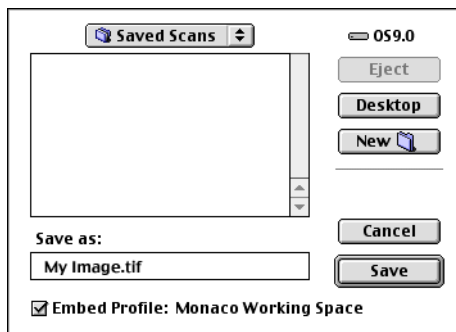 Saved Scans
OS9.0
Eject
Desktop
New
Save as:
My Image.tif
Cancel
Save
Embed Profile: Monaco Working Space